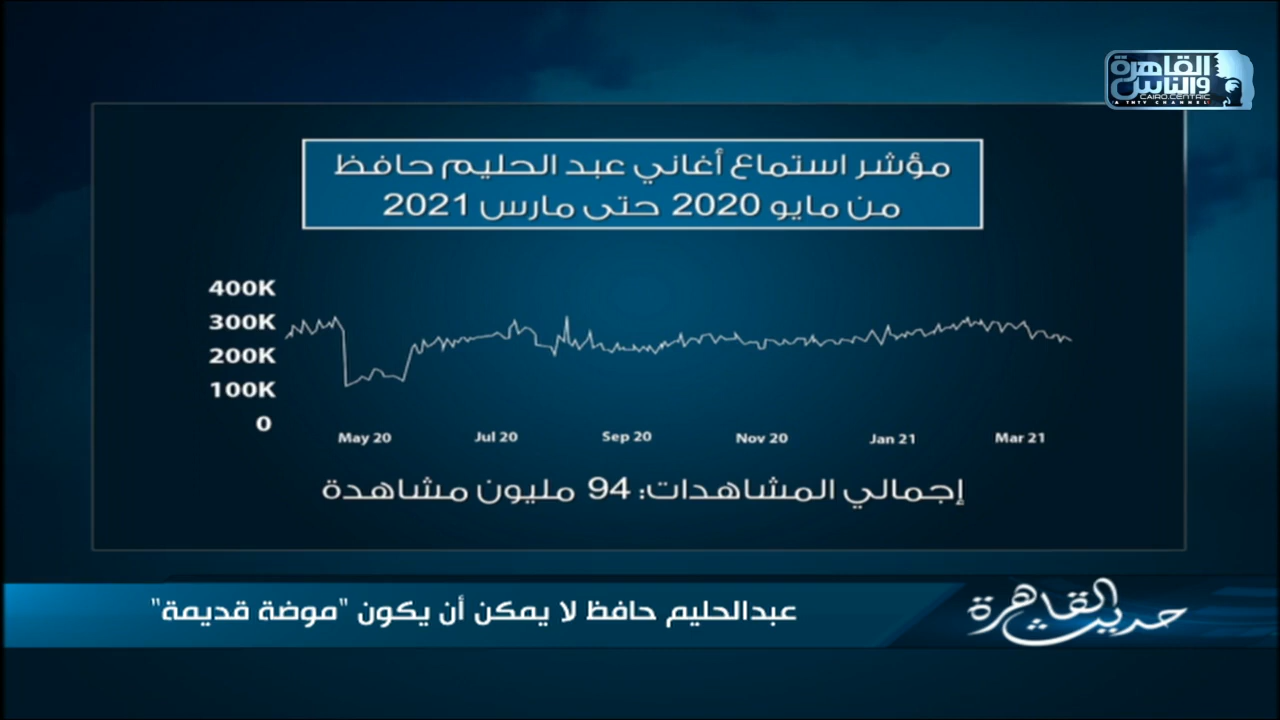 القاهرة
والناس
CAIRO.CENTRIC
A TNTV CHANNEL
مؤشر استماع أغاني عبد الحليم حافظ
من مايو 2020 حتى مارس 2021
400K
300K
200K
100K
0
May 20
Jul 20
Sep 20
Nov 20
Jan 21
Mar 21
إجمالي المشاهدات: 94 مليون مشاهدة
حديث القاهرة
عبدالحليم حافظ لا يمكن أن يكون "موضة قديمة"